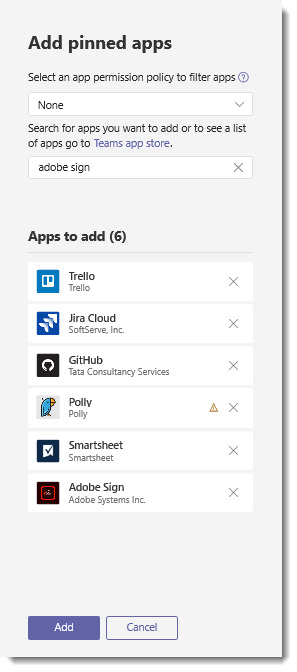 Add pinned apps
Select an app permission policy to filter apps ?
None
Search for apps you want to add or to see a list
of apps go to Teams app store.
adobe sign
Apps to add (6)
Trello
Trello
Jira Cloud
SoftServe, Inc.
GitHub
Tata Consultancy Services
Polly
Polly
Smartsheet
Smartsheet
Adobe Sign
Adobe Systems Inc.
Add Cancel